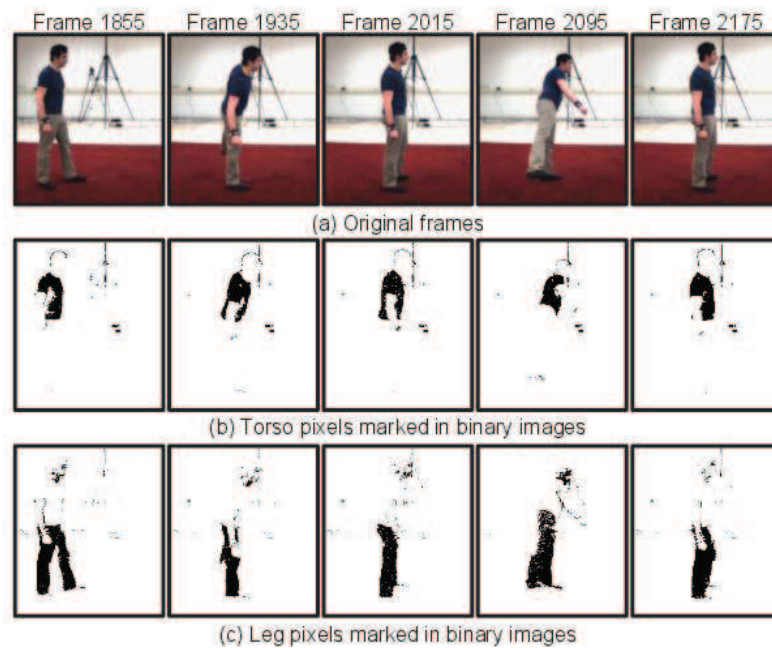 Frame 1855 Frame 1935 Frame 2015 Frame 2095 Frame 2175
(a) Original frames
(b) Torso pixels marked in binary images
(c) Leg pixels marked in binary images